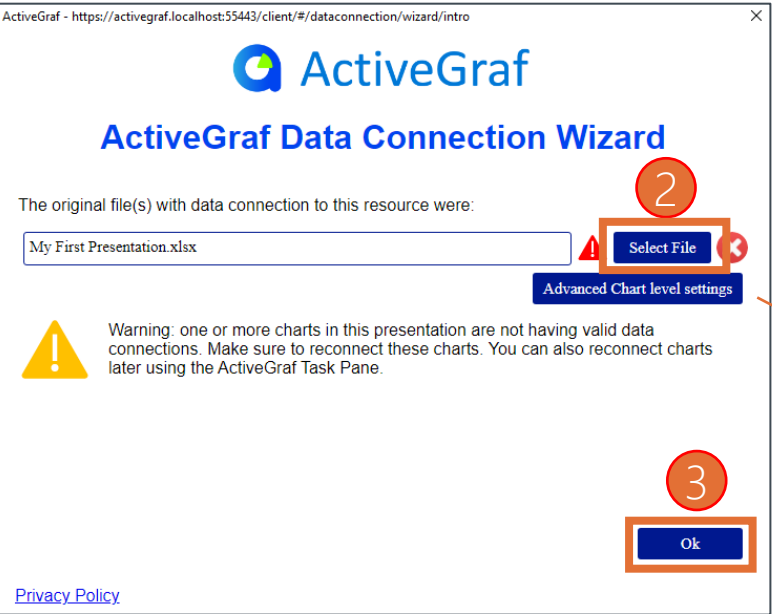 ActiveGraf - https://activegraf.localhost:55443/client/#/dataconnection/wizard/intro
ActiveGraf
ActiveGraf Data Connection Wizard
2
The original file(s) with data connection to this resource were:
My First Presentation.xlsx
Select File
Advanced Chart level settings
Warning: one or more charts in this presentation are not having valid data
connections. Make sure to reconnect these charts. You can also reconnect charts
later using the ActiveGraf Task Pane.
3
Ok
Privacy Policy